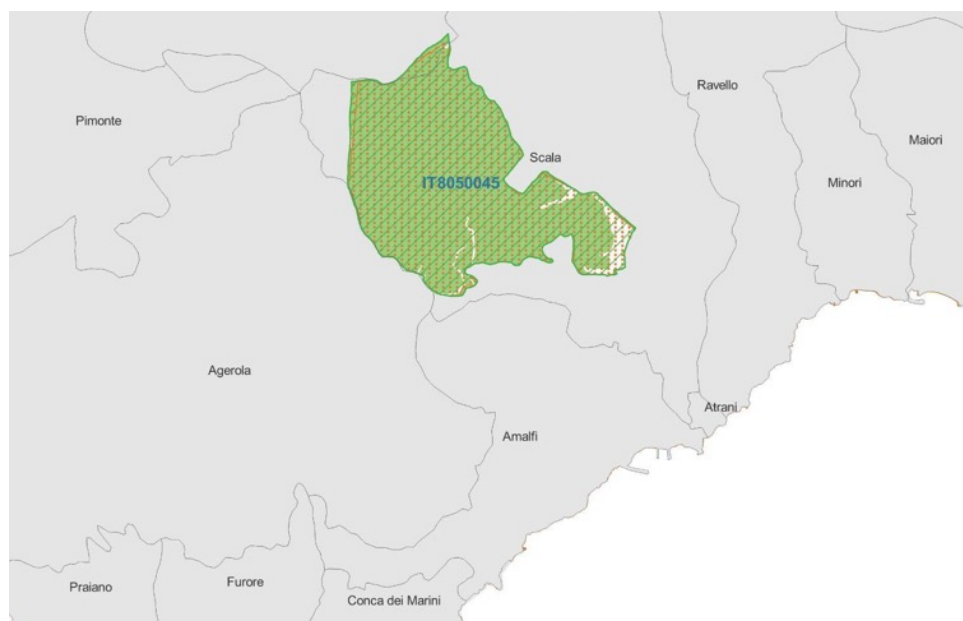 Ravello
Pimonte
Maiori
Scala
IT8050045
Minori
Agerola
Atrani
Amalfi
Furore
Praiano
Conca dei Marini